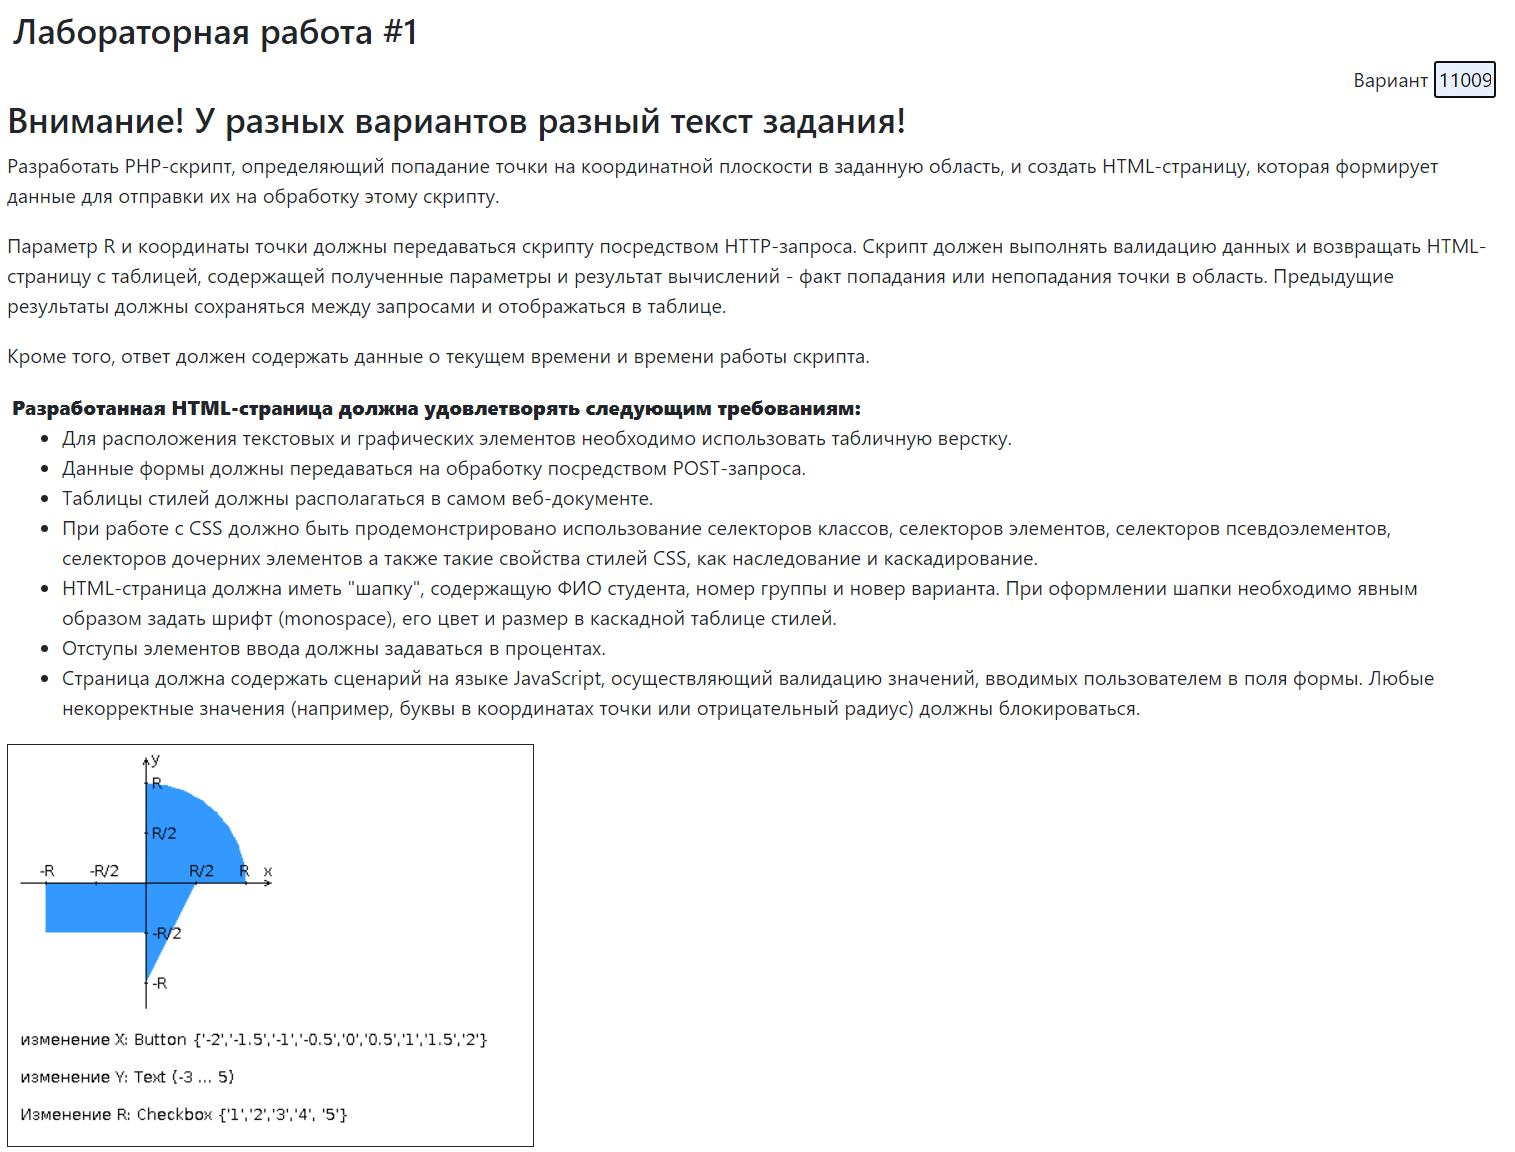 Лабораторная работа #1
Вариант 11009
Внимание! У разных вариантов разный текст задания!
Разработать PHP-скрипт, определяющий попадание точки на координатной плоскости в заданную область, и создать HTML-страницу, которая формирует
данные для отправки их на обработку этому скрипту.
Параметр R и координаты точки должны передаваться скрипту посредством HTTP-запроса. Скрипт должен выполнять валидацию данных и возвращать HTML-
страницу с таблицей, содержащей полученные параметры и результат вычислений - факт попадания или непопадания точки в область. Предыдущие
результаты должны сохраняться между запросами и отображаться в таблице.
Кроме того, ответ должен содержать данные о текущем времени и времени работы скрипта.
Разработанная HTML-страница должна удовлетворять следующим требованиям:
• Для расположения текстовых и графических элементов необходимо использовать табличную верстку.
• Данные формы должны передаваться на обработку посредством POST-запроса.
• Таблицы стилей должны располагаться в самом веб-документе.
• При работе с CSS должно быть продемонстрировано использование селекторов классов, селекторов элементов, селекторов псевдоэлементов,
селекторов дочерних элементов а также такие свойства стилей CSS, как наследование и каскадирование.
• HTML-страница должна иметь "шапку", содержащую ФИО студента, номер группы и новер варианта. При оформлении шапки необходимо явным
образом задать шрифт (monospace), его цвет и размер в каскадной таблице стилей.
• Отступы элементов ввода должны задаваться в процентах.
• Страница должна содержать сценарий на языке JavaScript, осуществляющий валидацию значений, вводимых пользователем в поля формы. Любые
некорректные значения (например, буквы в координатах точки или отрицательный радиус) должны блокироваться.
y
R
R/2
-R -R/2 R/2 R x
-R/2
-R
изменение X: Button {'-2','-1.5','-1','-0.5','0','0.5','1','1.5','2'}
изменение Y: Text (-3 ... 5)
Изменение R: Checkbox {'1','2','3','4', '5'}